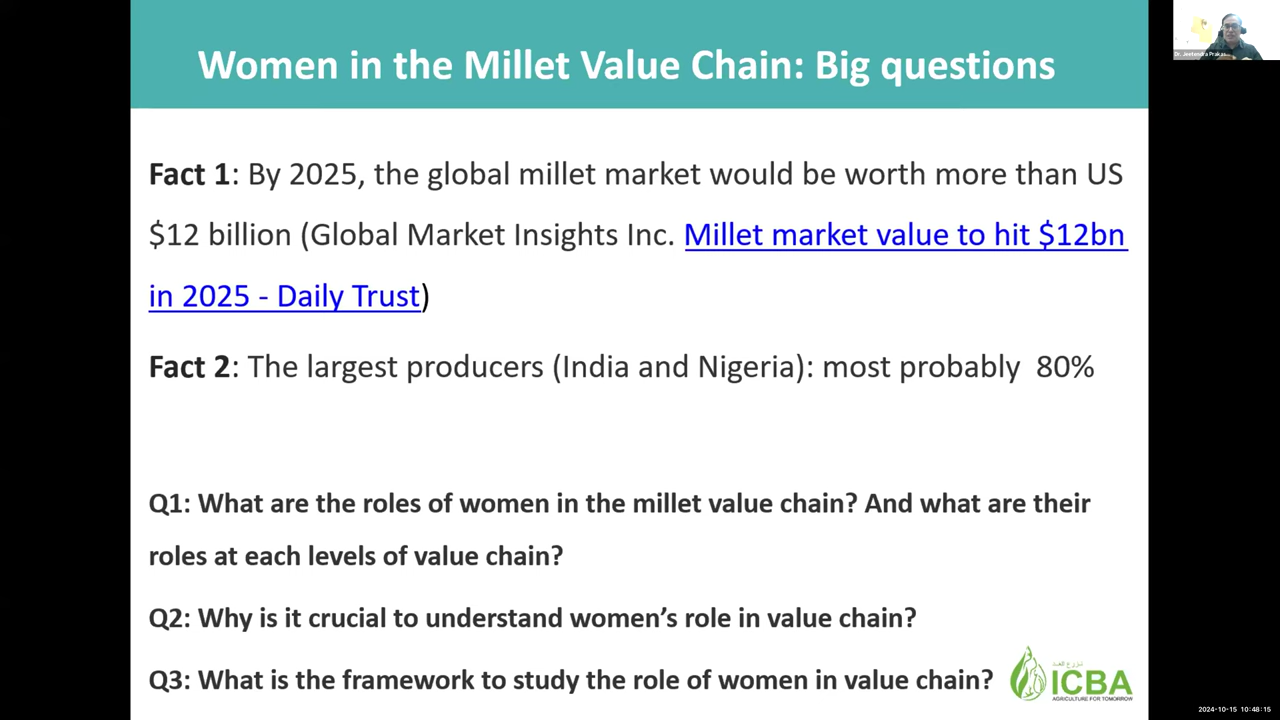 Women in the Millet Value Chain: Big questions
Fact 1: By 2025, the global millet market would be worth more than US
$12 billion (Global Market Insights Inc. Millet market value to hit $12bn
in 2025 - Daily Trust)
Fact 2: The largest producers (India and Nigeria): most probably 80%
Q1: What are the roles of women in the millet value chain? And what are their
roles at each levels of value chain?
Q2: Why is it crucial to understand women's role in value chain?
Q3: What is the framework to study the role of women in value chain?
ICBA
AGRICULTURE FOR TOMORROW
Dr. Jeetendra Prakas
2024-10-15 10:48:15